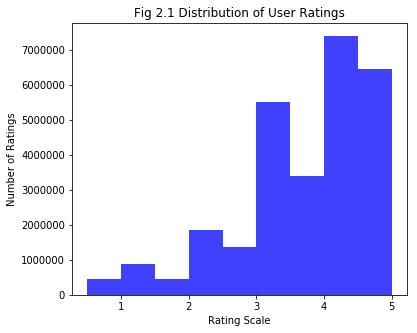 Fig 2.1 Distribution of User Ratings
Number of Ratings
7000000
6000000
5000000
4000000
3000000
2000000
1000000
0
1 2 3 4 5
Rating Scale